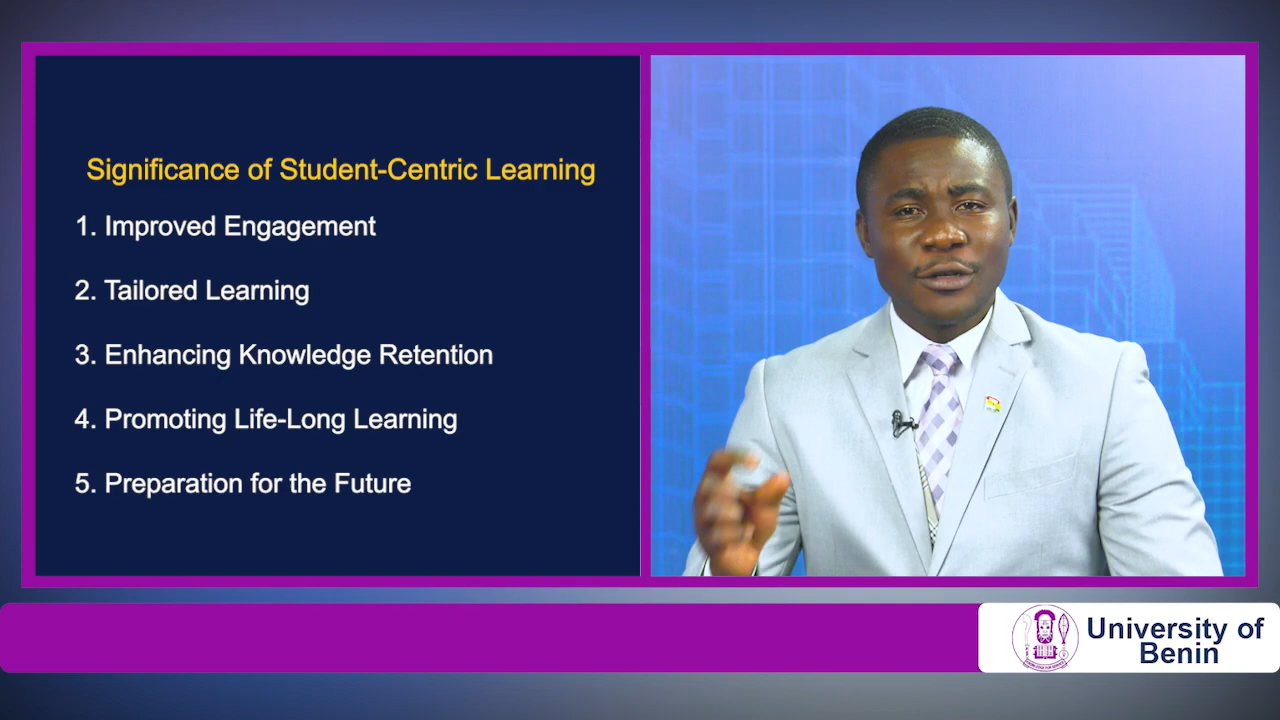 Significance of Student-Centric Learning
1. Improved Engagement
2. Tailored Learning
3. Enhancing Knowledge Retention
4. Promoting Life-Long Learning
5. Preparation for the Future
University of
Benin